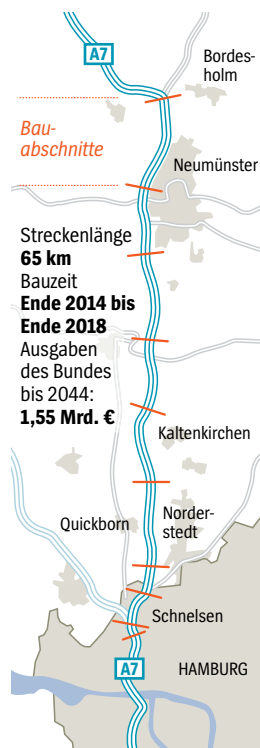 A7
Bordes-
holm
Bau-
abschnitte
Neumünster
Streckenlänge
65 km
Bauzeit
Ende 2014 bis
Ende 2018
Ausgaben
des Bundes
bis 2044:
1,55 Mrd. €
Kaltenkirchen
Quickborn
Norder-
stedt
Schnelsen
A7
HAMBURG